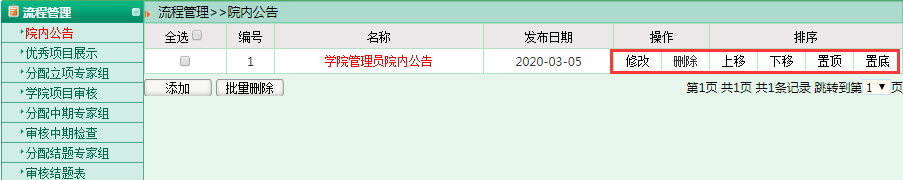 流程管理
院内公告
优秀项目展示
分配立项专家组
学院项目审核
分配中期专家组
审核中期检查
分配结题专家组
审核结题表
流程管理>>院内公告
全选 编号 名称 发布日期 操作 排序
1 学院管理员院内公告 2020-03-05 修改 删除 上移 下移 置顶 置底
添加 批量删除 第1页 共1页 共1条记录 跳转到第 1 页